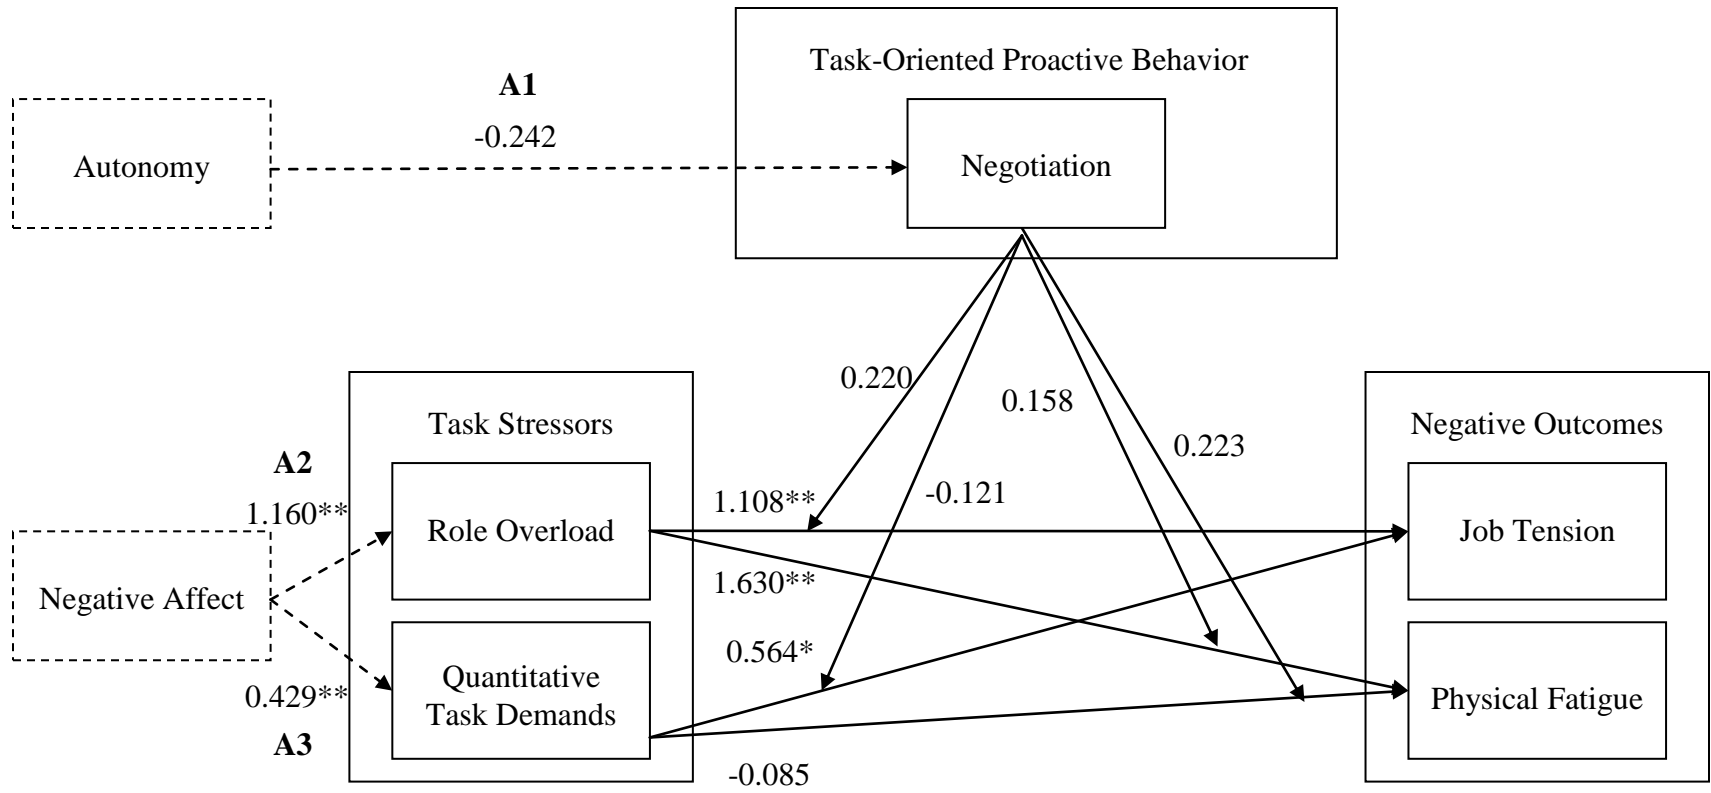 Task-Oriented Proactive Behavior
A1
-0.242
Autonomy
Negotiation
0.220
0.158
0.223
-0.121
Task Stressors
Negative Outcomes
A2
1.160**
Role Overload
1.108**
Job Tension
Negative Affect
1.630**
0.564*
0.429**
Quantitative
Task Demands
Physical Fatigue
A3
-0.085